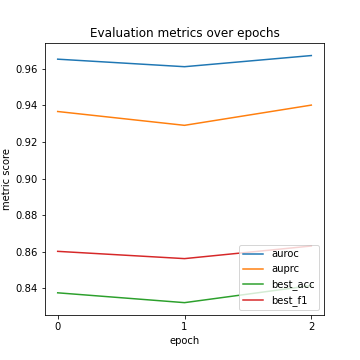 Evaluation metrics over epochs
0.96
0.94
0.92
0.90
0.88
0.86
0.84
metric score
auroc
auprc
best_acc
best_f1
0 1 2
epoch